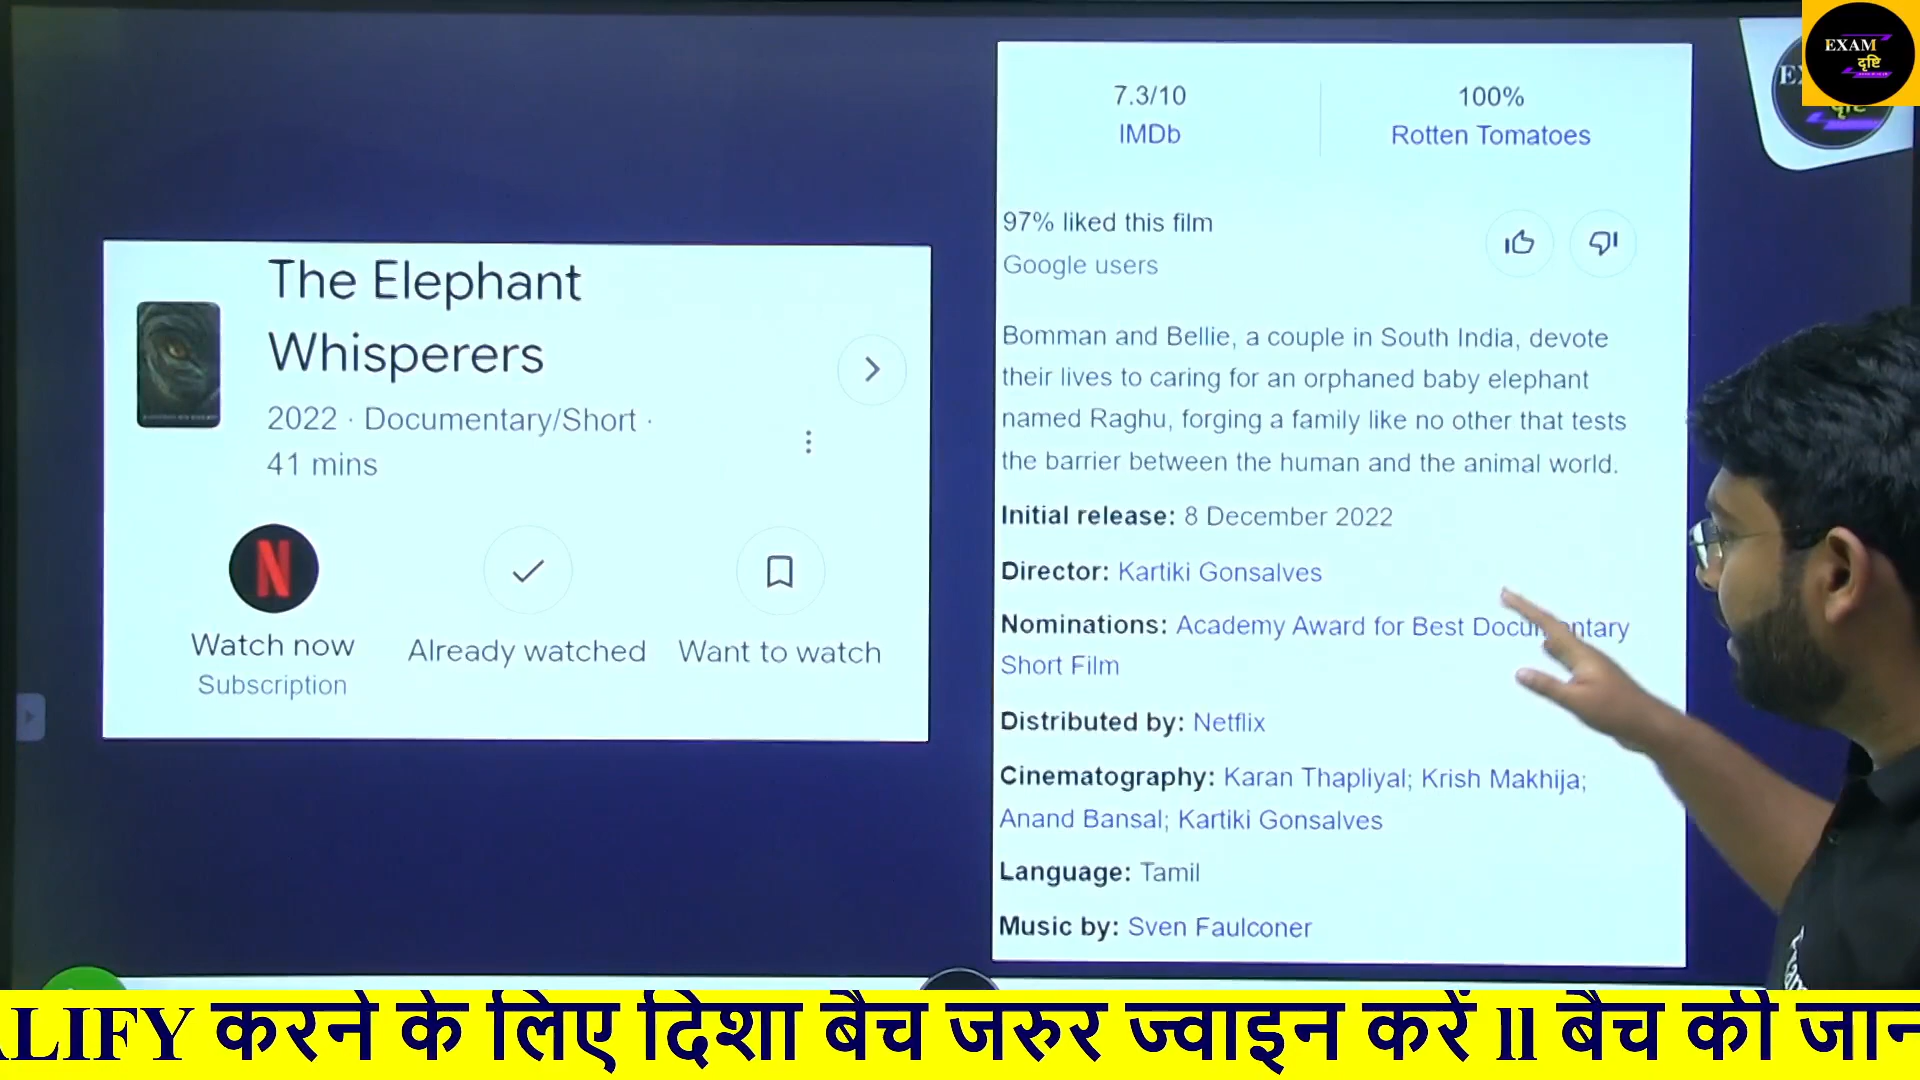 EXAM
दृष्टि
7.3/10
IMDb
100%
Rotten Tomatoes
97% liked this film
Google users
The Elephant
Whisperers
2022 · Documentary/Short ·
41 mins
Watch now
Subscription
Already watched
Want to watch
Bomman and Bellie, a couple in South India, devote
their lives to caring for an orphaned baby elephant
named Raghu, forging a family like no other that tests
the barrier between the human and the animal world.
Initial release: 8 December 2022
Director: Kartiki Gonsalves
Nominations: Academy Award for Best Documentary
Short Film
Distributed by: Netflix
Cinematography: Karan Thapliyal; Krish Makhija;
Anand Bansal; Kartiki Gonsalves
Language: Tamil
Music by: Sven Faulconer
ALIFY करने के लिए दिशा बैच जरुर ज्वाइन करें ll बैच की जान